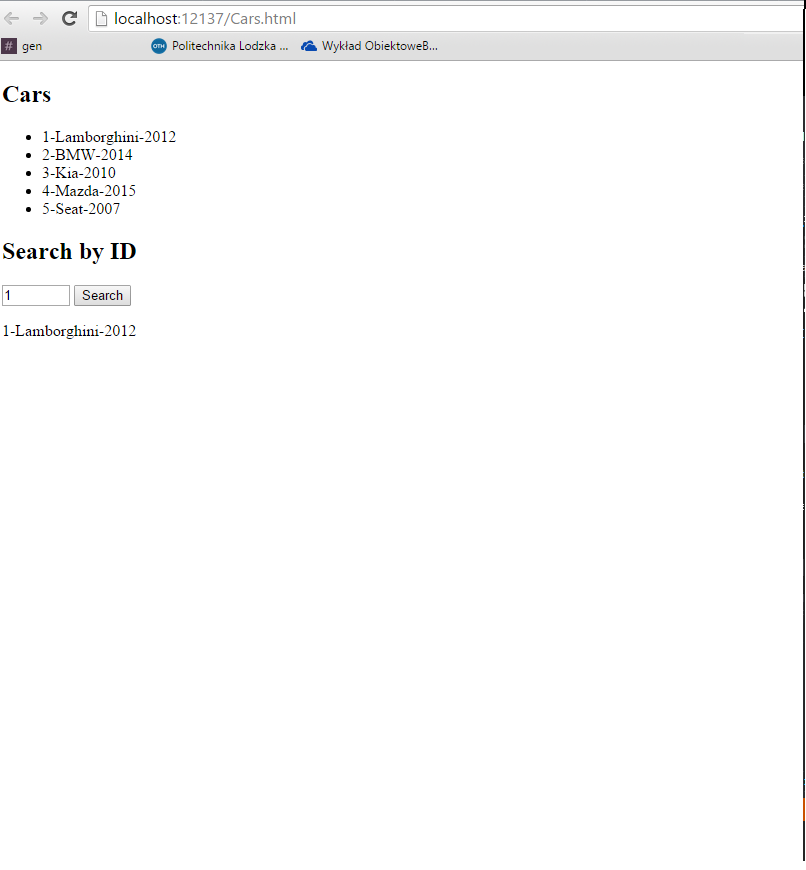 localhost:12137/Cars.html
# gen OTH Politechnika Lodzka ... Wykład ObiektoweB...
Cars
1-Lamborghini-2012
2-BMW-2014
3-Kia-2010
4-Mazda-2015
5-Seat-2007
Search by ID
1 Search
1-Lamborghini-2012